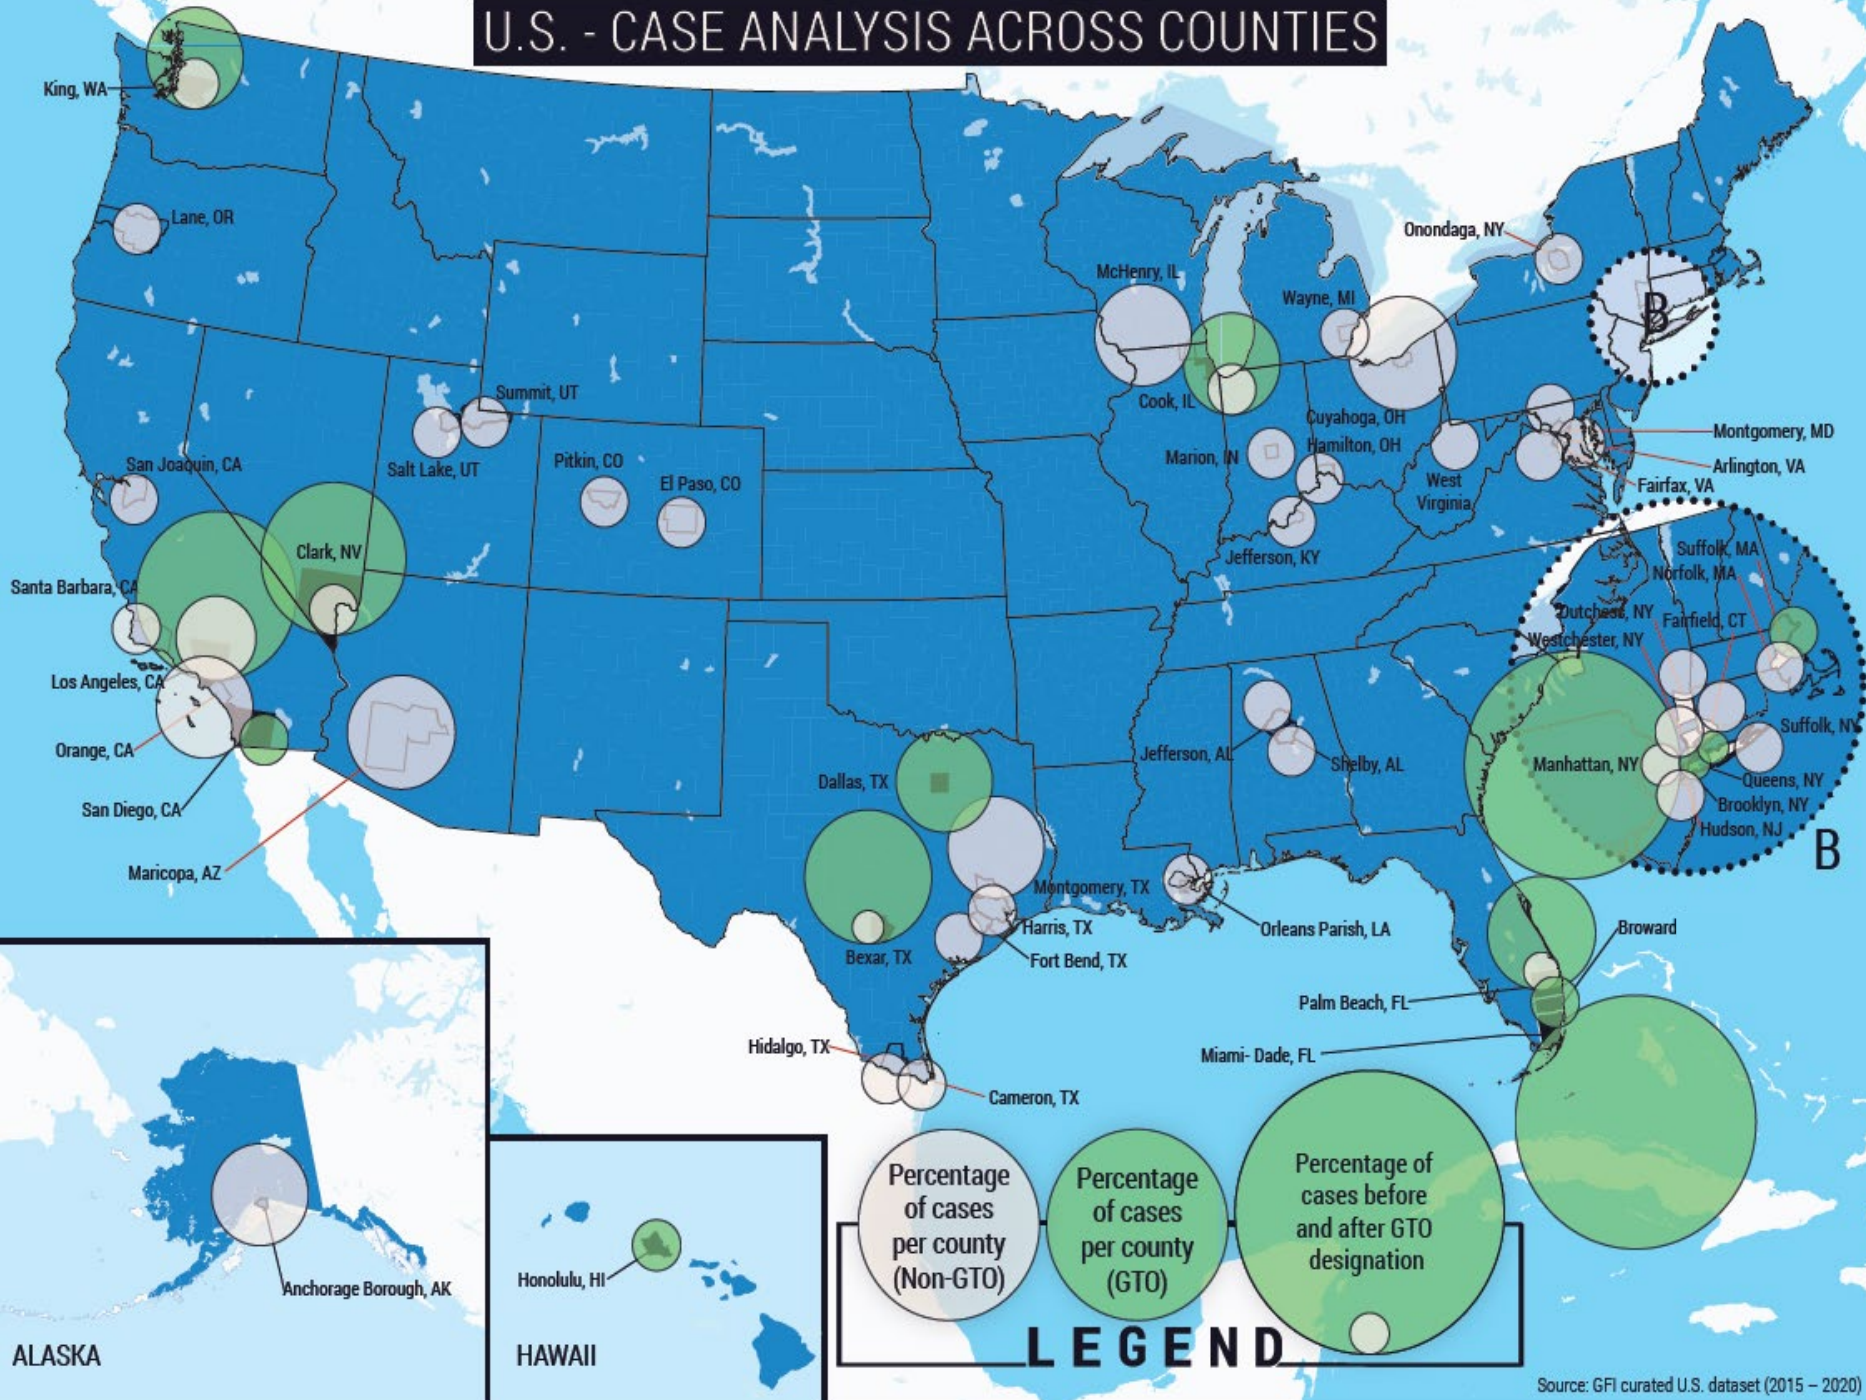 U.S. - CASE ANALYSIS ACROSS COUNTIES
King, WA
Lane, OR
Onondaga, NY
McHenry, IL
Wayne, MI
B
Summit, UT
Cook, IL
Cuyahoga, OH
Montgomery, MD
San Joaquin, CA
Salt Lake, UT
Pitkin, CO
El Paso, CO
Marion, IN
Hamilton, OH
Arlington, VA
West
Virginia
Fairfax, VA
Clark, NV
Jefferson, KY
Suffolk, MA
Norfolk, MA
Santa Barbara, CA
Dutchess, NY
Fairfield, CT
Westchester, NY
Los Angeles, CA
Orange, CA
Jefferson, AL
Shelby, AL
Suffolk, NY
Manhattan, NY
Queens, NY
Dallas, TX
San Diego, CA
Brooklyn, NY
Hudson, NJ
B
Maricopa, AZ
Montgomery, TX
Harris, TX
Orleans Parish, LA
Broward
Bexar, TX
Fort Bend, TX
Palm Beach, FL
Hidalgo, TX
Miami- Dade, FL
Cameron, TX
Percentage
of cases
per county
(Non-GTO)
Percentage
of cases
per county
(GTO)
Percentage of
cases before
and after GTO
designation
LEGEND
Anchorage Borough, AK
ALASKA
Honolulu, HI
HAWAII
Source: GFI curated U.S. dataset (2015 – 2020)